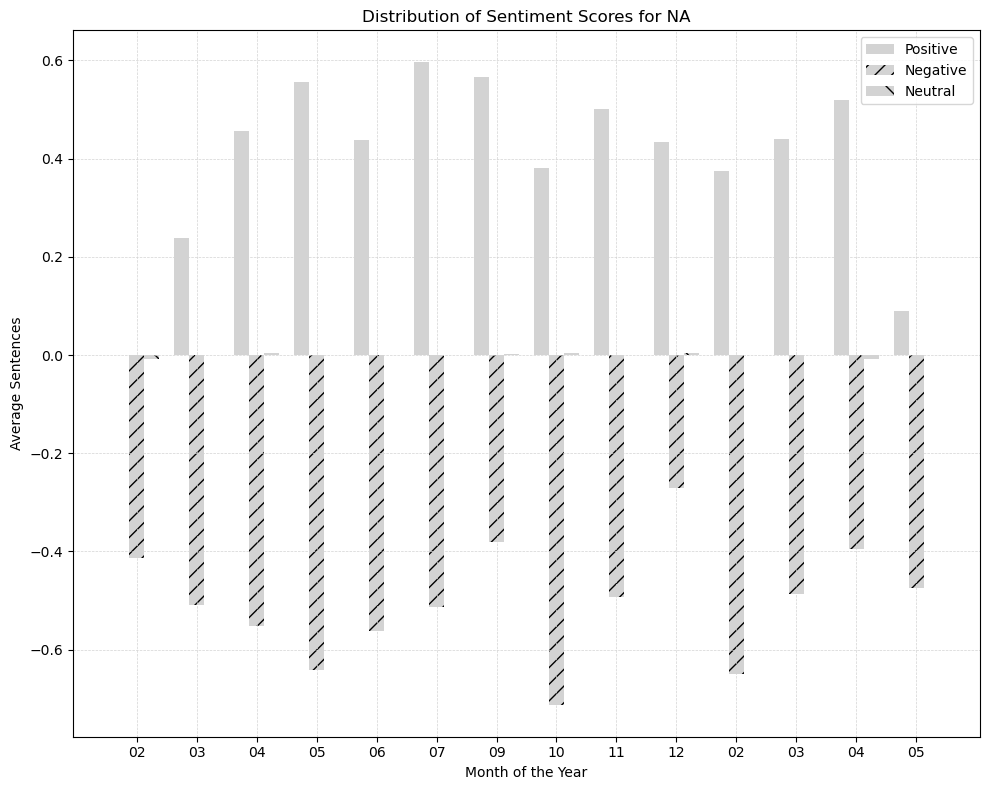 Distribution of Sentiment Scores for NA
Positive
Negative
Neutral
0.6
0.4
0.2
0.0
−0.2
−0.4
−0.6
Average Sentences
02 03 04 05 06 07 09 10 11 12 02 03 04 05
Month of the Year